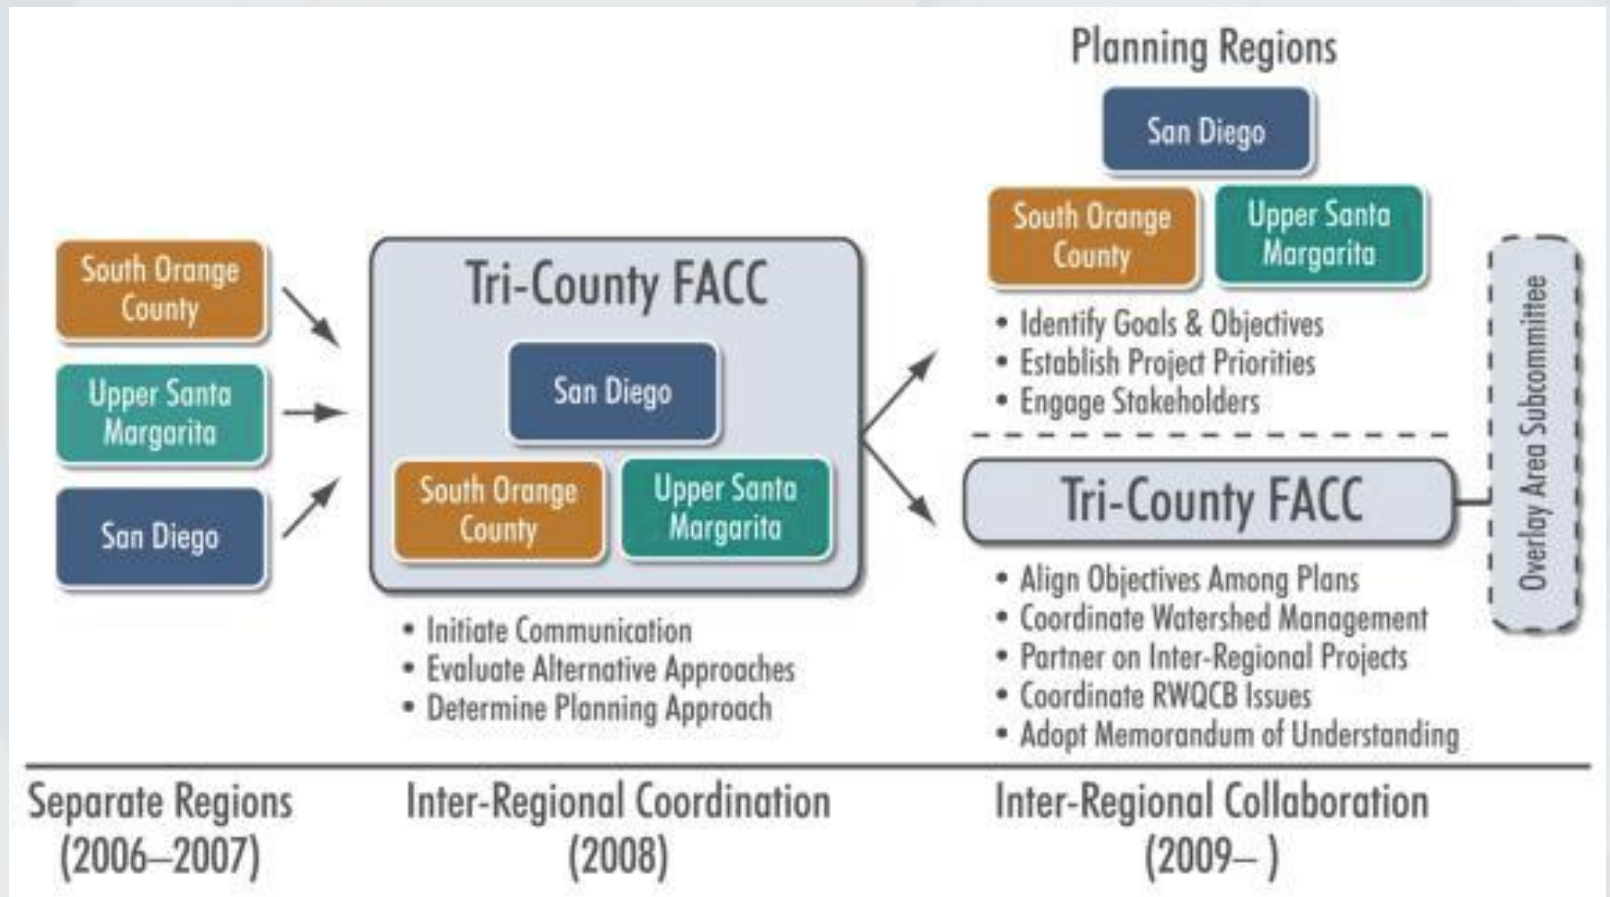 South Orange
County
Upper Santa
Margarita
San Diego
Tri-County FACC
San Diego
South Orange
County
Upper Santa
Margarita
• Initiate Communication
• Evaluate Alternative Approaches
• Determine Planning Approach
Planning Regions
San Diego
South Orange
County
Upper Santa
Margarita
• Identify Goals & Objectives
• Establish Project Priorities
• Engage Stakeholders
Tri-County FACC
• Align Objectives Among Plans
• Coordinate Watershed Management
• Partner on Inter-Regional Projects
• Coordinate RWQCB Issues
• Adopt Memorandum of Understanding
Overlay Area Subcommittee
Separate Regions
(2006–2007)
Inter-Regional Coordination
(2008)
Inter-Regional Collaboration
(2009– )